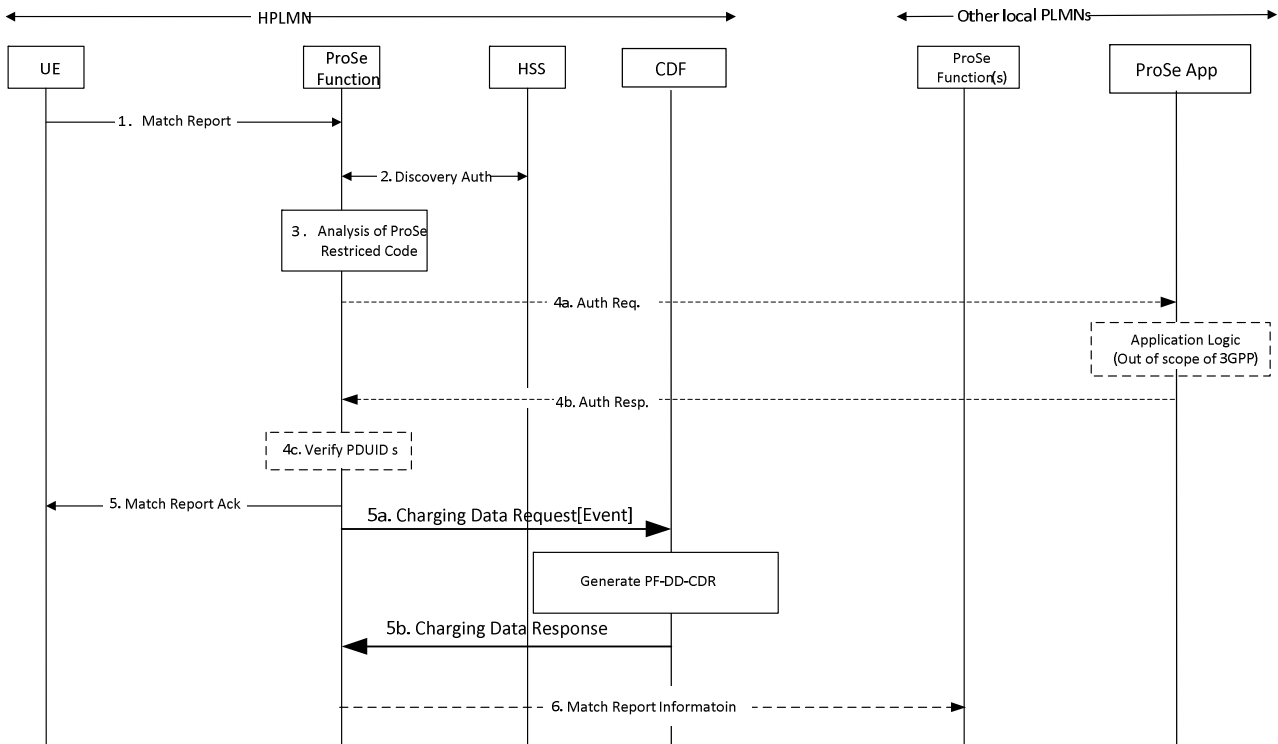 HPLMN
Other local PLMNs
UE
ProSe
Function
HSS
CDF
ProSe
Function(s)
ProSe App
1. Match Report
2. Discovery Auth
3. Analysis of ProSe
Restriced Code
4a. Auth Req.
Application Logic
(Out of scope of 3GPP)
4b. Auth Resp.
4c. Verify PDUID s
5. Match Report Ack
5a. Charging Data Request[Event]
Generate PF-DD-CDR
5b. Charging Data Response
6. Match Report Informatoin